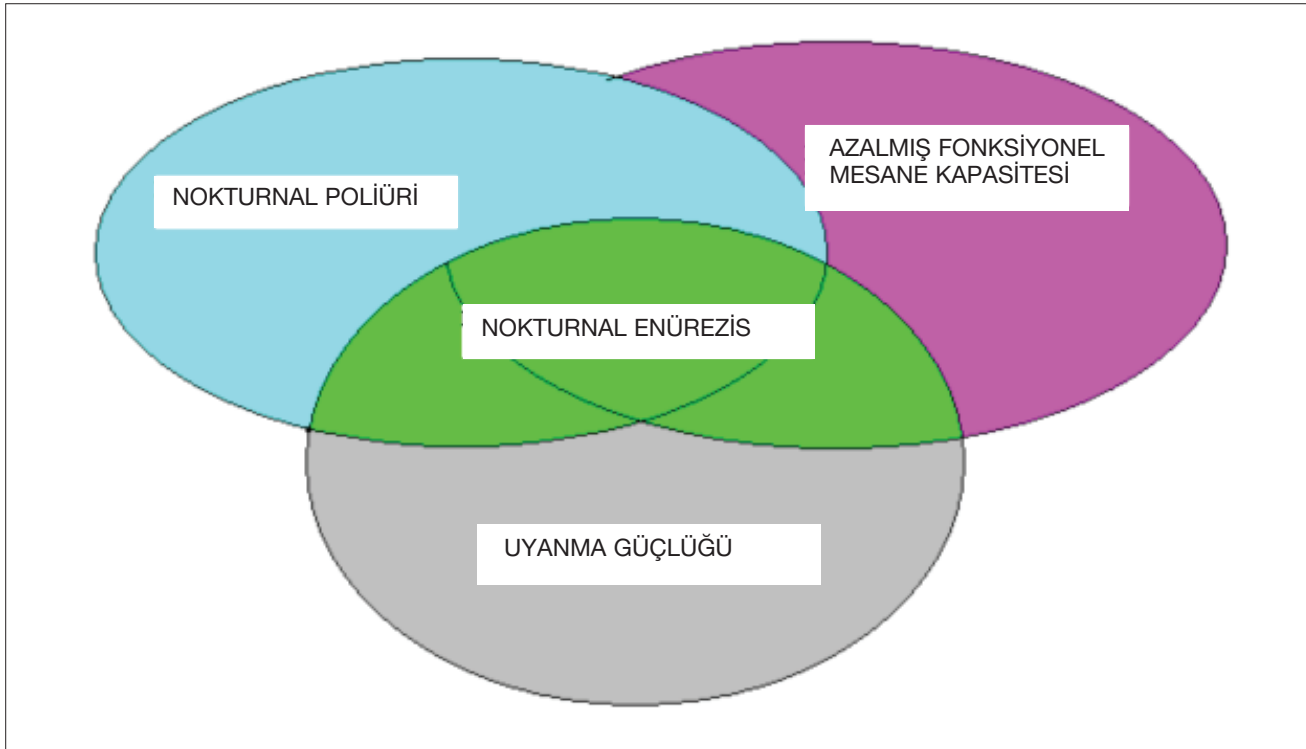 AZALMIŞ FONKSİYONEL
MESANE KAPASİTESİ
NOKTURNAL POLİÜRİ
NOKTURNAL ENÜREZİS
UYANMA GÜÇLÜĞÜ